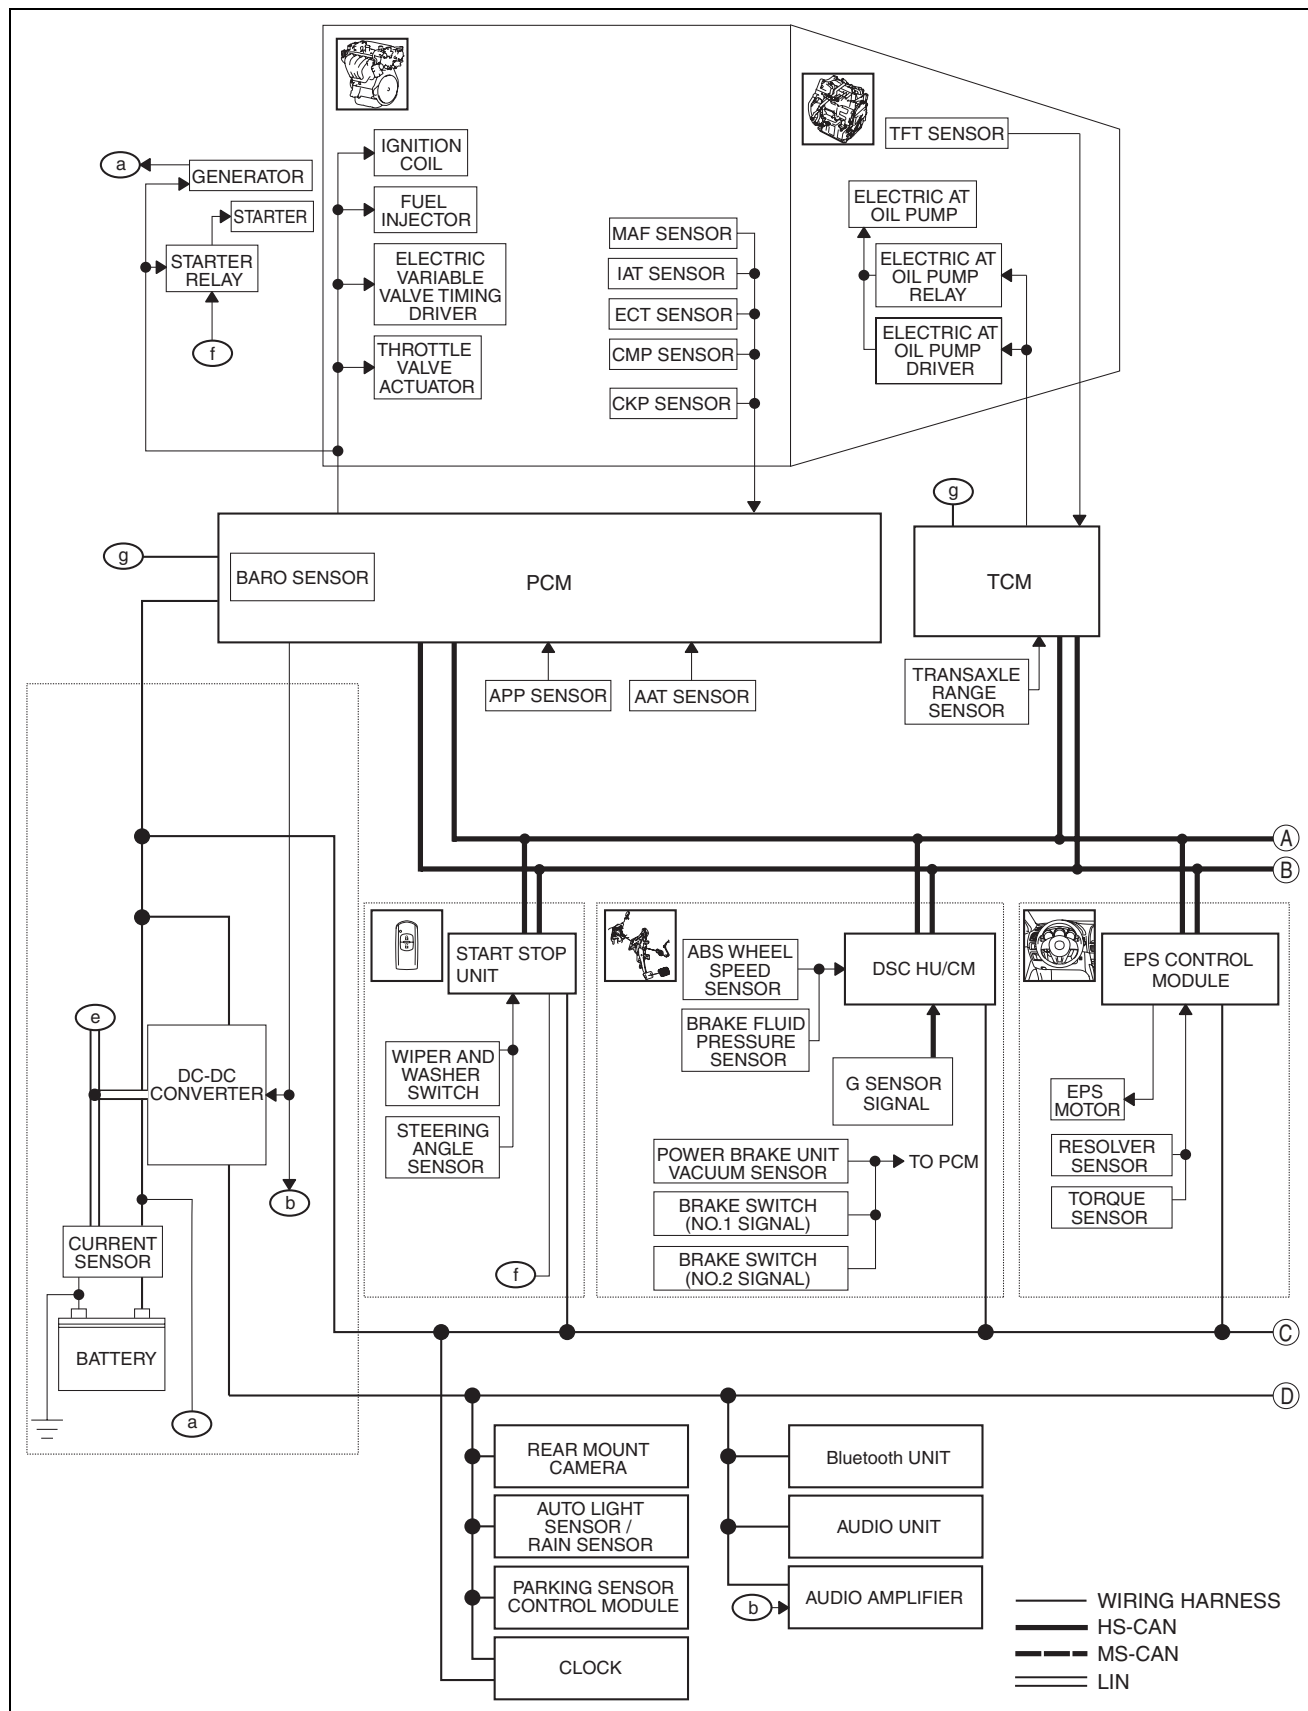 IGNITION
COIL
FUEL
INJECTOR
ELECTRIC
VARIABLE
VALVE TIMING
DRIVER
THROTTLE
VALVE
ACTUATOR
a
GENERATOR
STARTER
STARTER
RELAY
f
MAF SENSOR
IAT SENSOR
ECT SENSOR
CMP SENSOR
CKP SENSOR
TFT SENSOR
ELECTRIC AT
OIL PUMP
ELECTRIC AT
OIL PUMP
RELAY
ELECTRIC AT
OIL PUMP
DRIVER
g
g
BARO SENSOR
PCM
TCM
APP SENSOR
AAT SENSOR
TRANSAXLE
RANGE
SENSOR
A
B
START STOP
UNIT
WIPER AND
WASHER
SWITCH
STEERING
ANGLE
SENSOR
f
ABS WHEEL
SPEED
SENSOR
DSC HU/CM
BRAKE FLUID
PRESSURE
SENSOR
G SENSOR
SIGNAL
POWER BRAKE UNIT
VACUUM SENSOR
TO PCM
BRAKE SWITCH
(NO.1 SIGNAL)
BRAKE SWITCH
(NO.2 SIGNAL)
EPS CONTROL
MODULE
EPS
MOTOR
RESOLVER
SENSOR
TORQUE
SENSOR
e
DC-DC
CONVERTER
b
CURRENT
SENSOR
BATTERY
a
C
D
REAR MOUNT
CAMERA
AUTO LIGHT
SENSOR /
RAIN SENSOR
PARKING SENSOR
CONTROL MODULE
CLOCK
Bluetooth UNIT
AUDIO UNIT
b
AUDIO AMPLIFIER
WIRING HARNESS
HS-CAN
MS-CAN
LIN